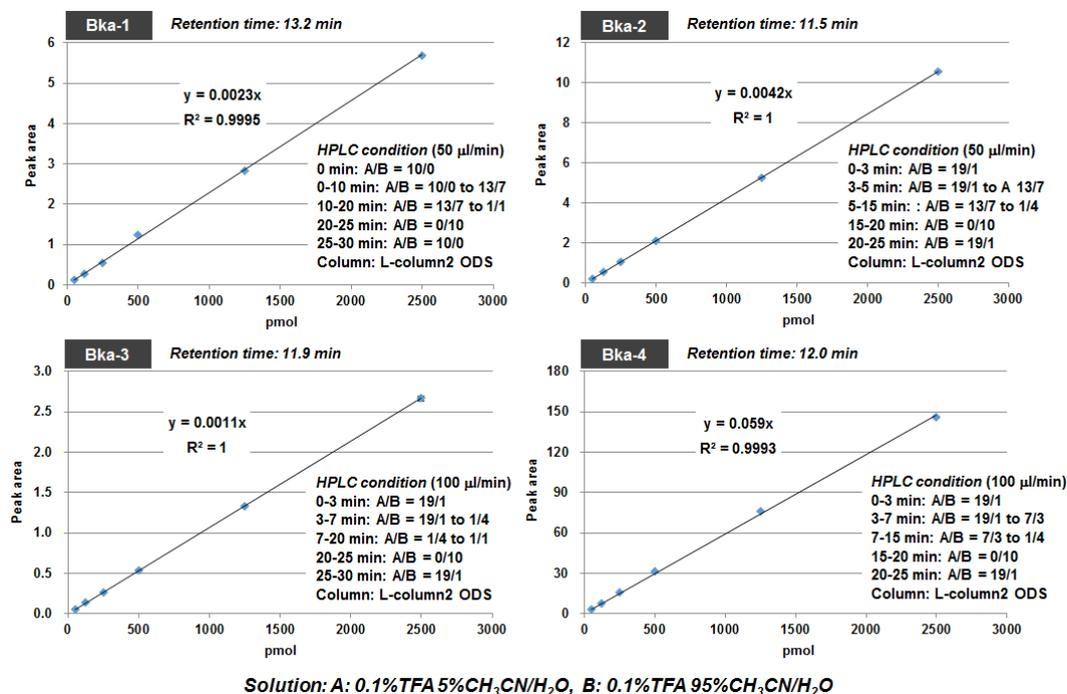 Bka-1
Retention time: 13.2 min
6
5
4
3
2
1
0
Peak area
y = 0.0023x
R² = 0.9995
HPLC condition (50 μl/min)
0 min: A/B = 10/0
0-10 min: A/B = 10/0 to 13/7
10-20 min: A/B = 13/7 to 1/1
20-25 min: A/B = 0/10
25-30 min: A/B = 10/0
Column: L-column2 ODS
0 500 1000 1500 2000 2500 3000
pmol
Bka-2
Retention time: 11.5 min
12
10
8
6
4
2
0
Peak area
y = 0.0042x
R² = 1
HPLC condition (50 μl/min)
0-3 min: A/B = 19/1
3-5 min: A/B = 19/1 to A 13/7
5-15 min: : A/B = 13/7 to 1/4
15-20 min: A/B = 0/10
20-25 min: A/B = 19/1
Column: L-column2 ODS
0 500 1000 1500 2000 2500 3000
pmol
Bka-3
Retention time: 11.9 min
3.0
2.5
2.0
1.5
1.0
0.5
0.0
Peak area
y = 0.0011x
R² = 1
HPLC condition (100 μl/min)
0-3 min: A/B = 19/1
3-7 min: A/B = 19/1 to 1/4
7-20 min: A/B = 1/4 to 1/1
20-25 min: A/B = 0/10
25-30 min: A/B = 19/1
Column: L-column2 ODS
0 500 1000 1500 2000 2500 3000
pmol
Bka-4
Retention time: 12.0 min
180
150
120
90
60
30
0
Peak area
y = 0.059x
R² = 0.9993
HPLC condition (100 μl/min)
0-3 min: A/B = 19/1
3-7 min: A/B = 19/1 to 7/3
7-15 min: A/B = 7/3 to 1/4
15-20 min: A/B = 0/10
20-25 min: A/B = 19/1
Column: L-column2 ODS
0 500 1000 1500 2000 2500 3000
pmol
Solution: A: 0.1%TFA 5%CH₃CN/H₂O, B: 0.1%TFA 95%CH₃CN/H₂O